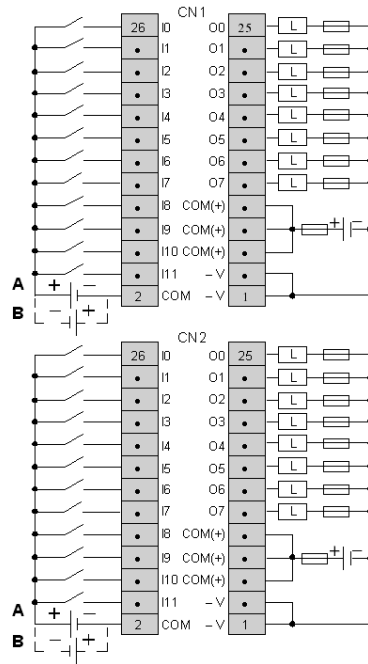 CN1
26 I0 O0 25 L
I1 O1 L
I2 O2 L
I3 O3 L
I4 O4 L
I5 O5 L
I6 O6 L
I7 O7 L
I8 COM(+)
I9 COM(+) + −
I10 COM(+)
A I11 −V
+ − 2 COM −V 1
B − +
CN2
26 I0 O0 25 L
I1 O1 L
I2 O2 L
I3 O3 L
I4 O4 L
I5 O5 L
I6 O6 L
I7 O7 L
I8 COM(+)
I9 COM(+) + −
I10 COM(+)
A I11 −V
+ − 2 COM −V 1
B − +